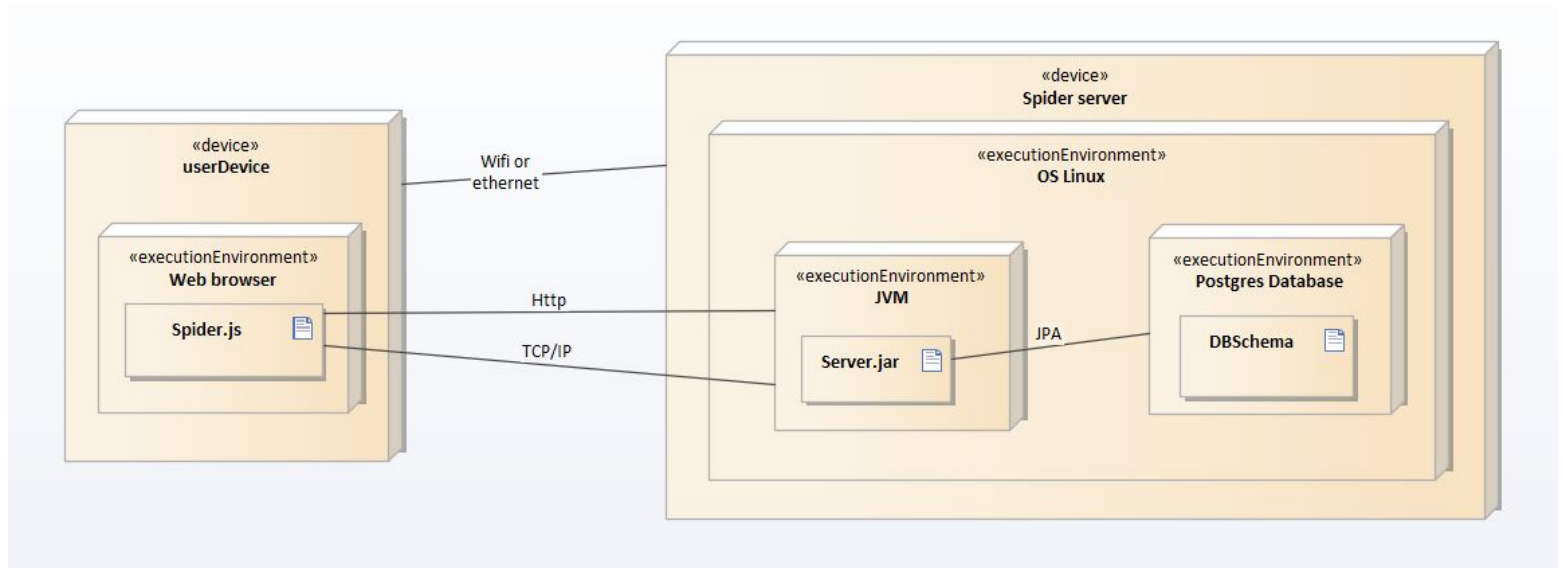 «device»
userDevice
«executionEnvironment»
Web browser
Spider.js
Wifi or
ethernet
Http
TCP/IP
«device»
Spider server
«executionEnvironment»
OS Linux
«executionEnvironment»
JVM
Server.jar
JPA
«executionEnvironment»
Postgres Database
DBSchema